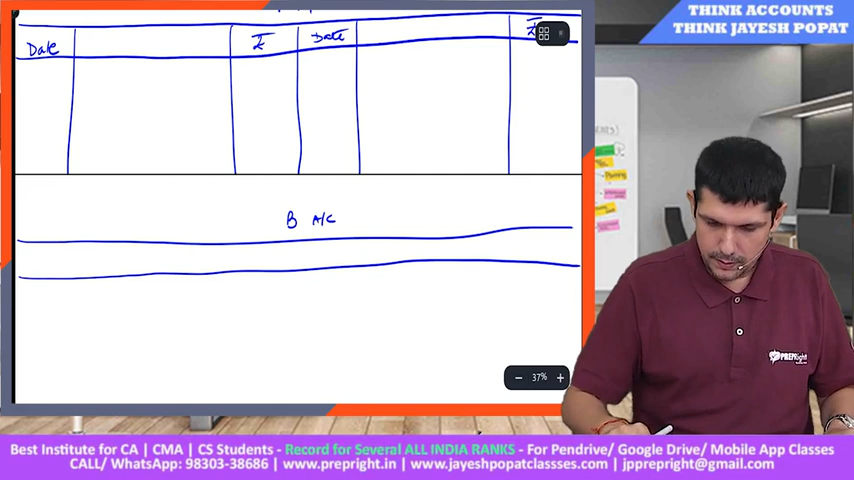 THINK ACCOUNTS
THINK JAYESH POPAT
Date ₹ Date ₹
B A/C
37%
Planning
PREPRight
Best Institute for CA | CMA | CS Students - Record for Several ALL INDIA RANKS - For Pendrive/ Google Drive/ Mobile App Classes
CALL/ WhatsApp: 98303-38686 | www.prepright.in | www.jayeshpopatclassses.com | jpprepright@gmail.com